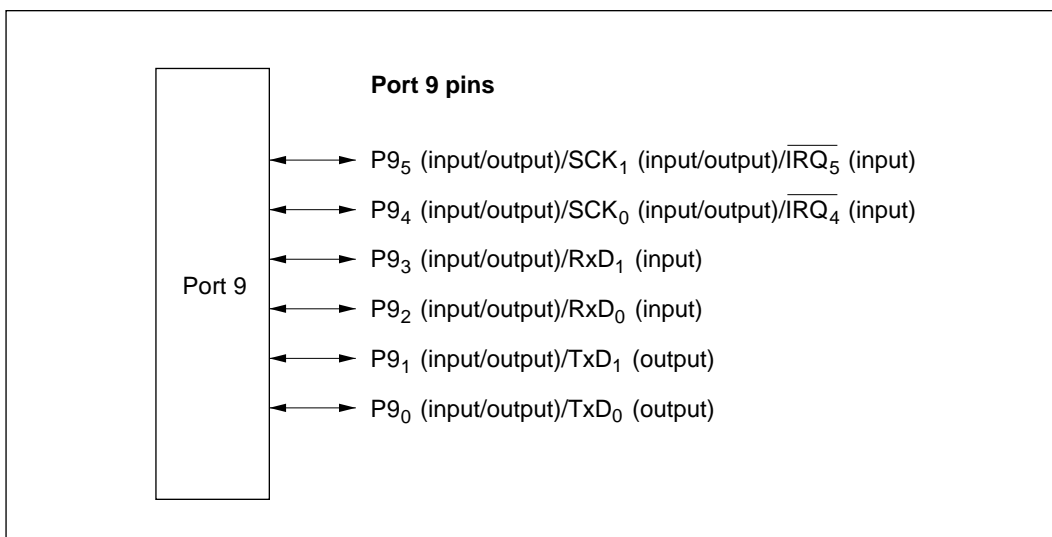 Port 9 pins
P9₅ (input/output)/SCK₁ (input/output)/I̅R̅Q̅₅̅ (input)
P9₄ (input/output)/SCK₀ (input/output)/I̅R̅Q̅₄̅ (input)
P9₃ (input/output)/RxD₁ (input)
Port 9
P9₂ (input/output)/RxD₀ (input)
P9₁ (input/output)/TxD₁ (output)
P9₀ (input/output)/TxD₀ (output)